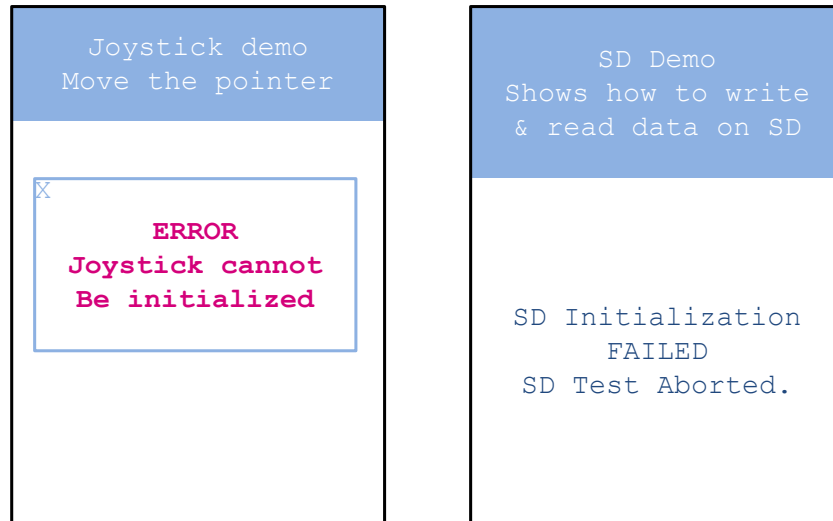 Joystick demo
Move the pointer
X
ERROR
Joystick cannot
Be initialized
SD Demo
Shows how to write
& read data on SD
SD Initialization
FAILED
SD Test Aborted.